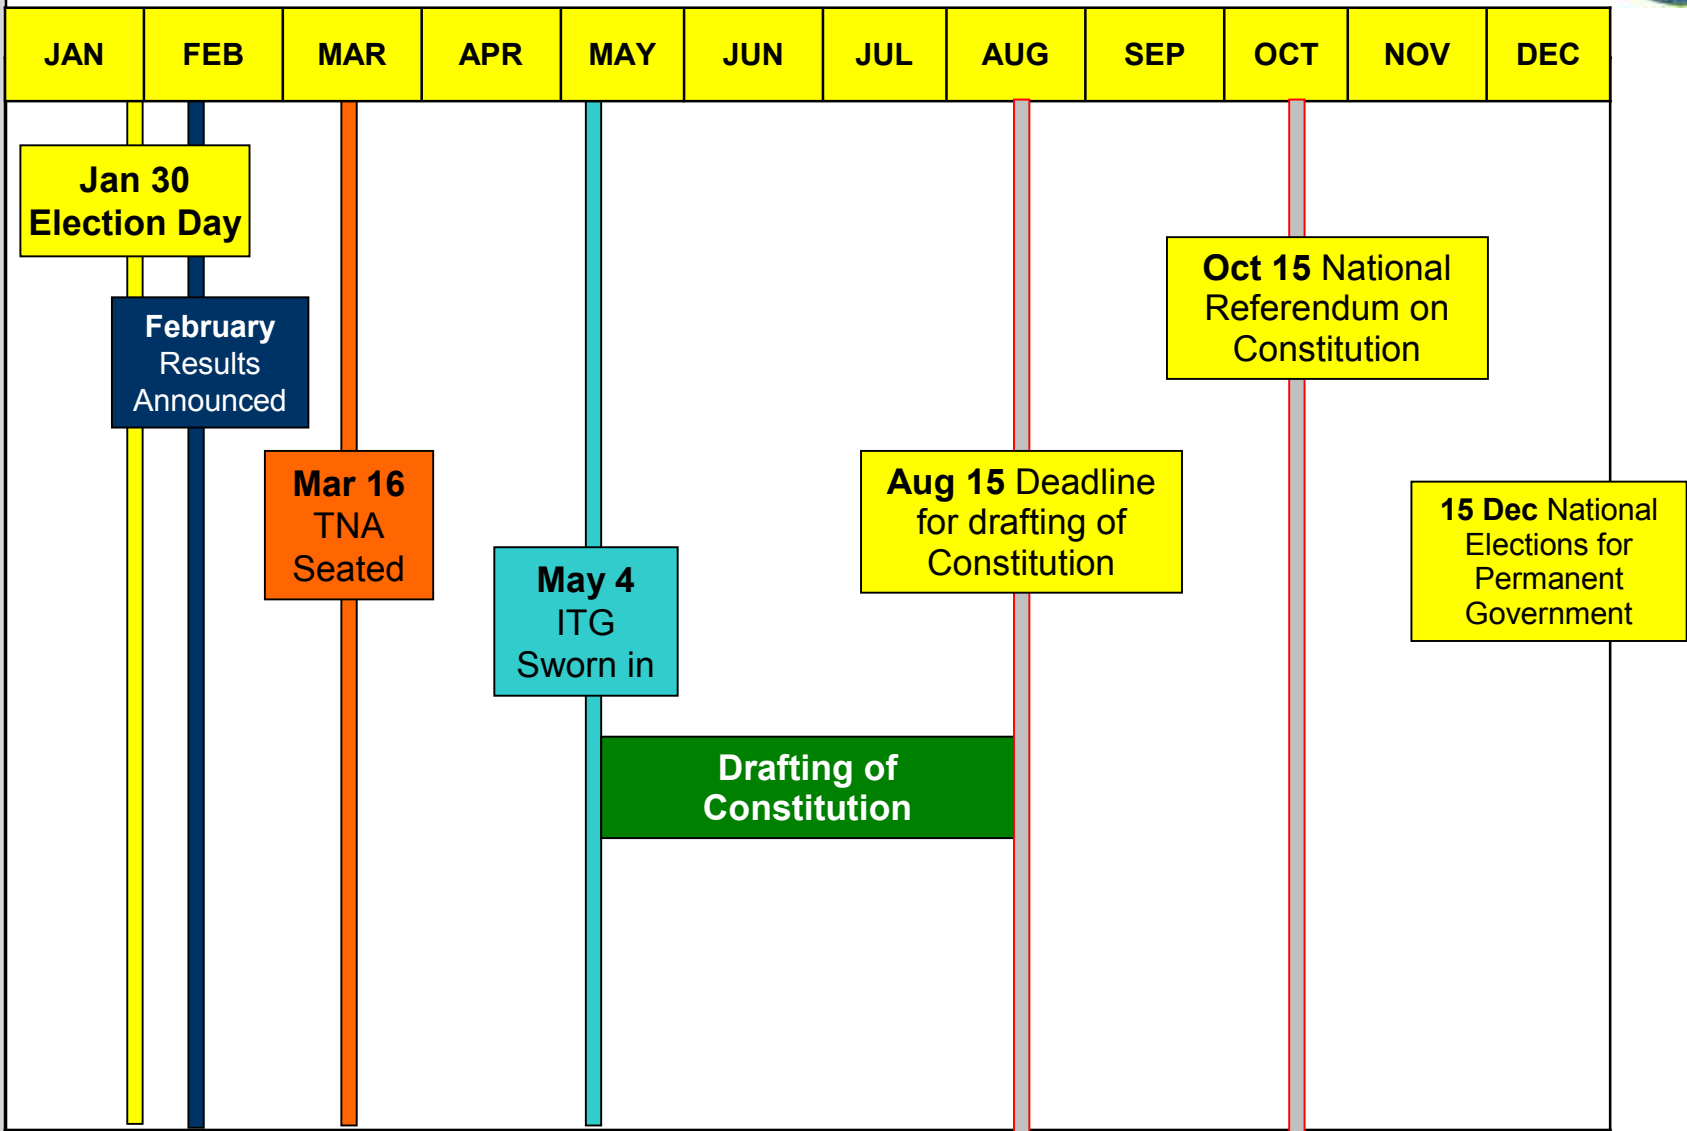 JAN FEB MAR APR MAY JUN JUL AUG SEP OCT NOV DEC
Jan 30
Election Day
February
Results
Announced
Mar 16
TNA
Seated
May 4
ITG
Sworn in
Drafting of
Constitution
Aug 15 Deadline
for drafting of
Constitution
Oct 15 National
Referendum on
Constitution
15 Dec National
Elections for
Permanent
Government